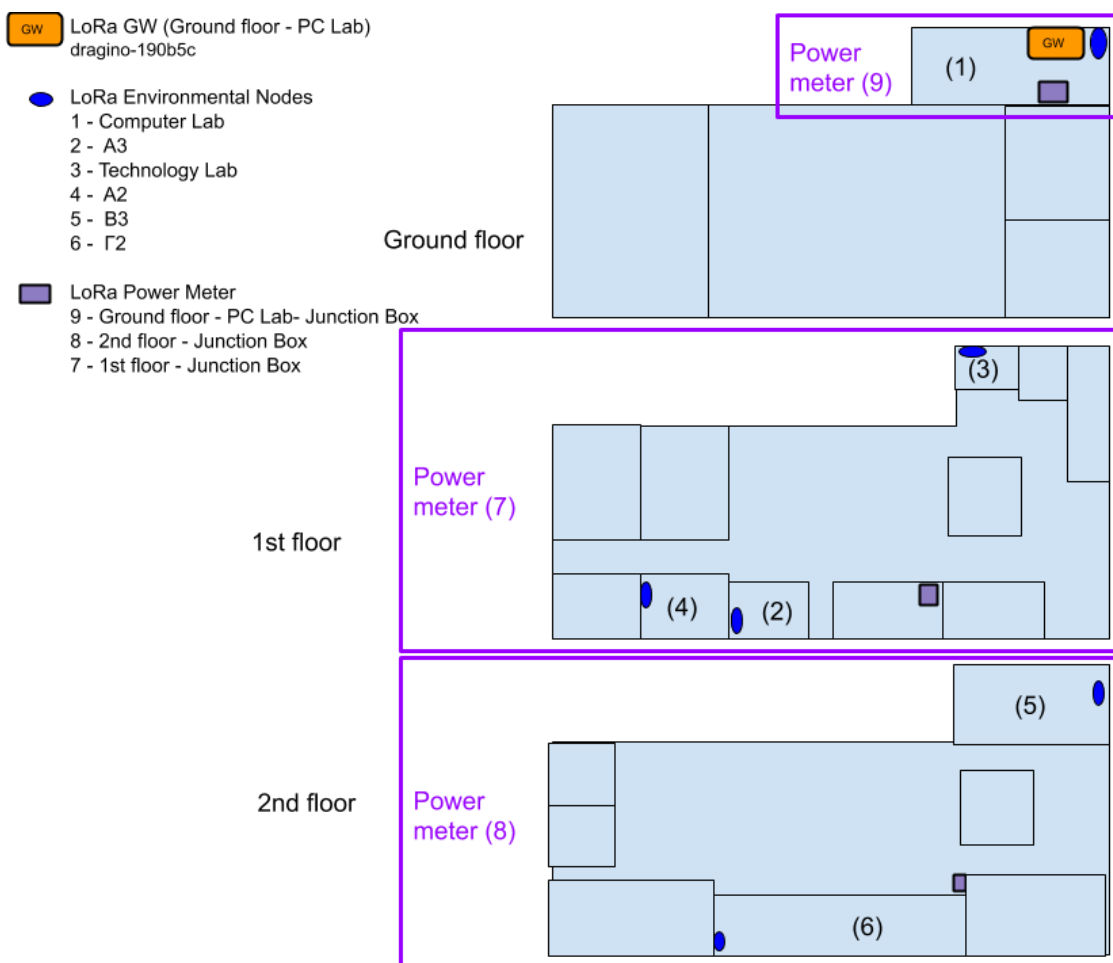 GW
LoRa GW (Ground floor - PC Lab)
dragino-190b5c
LoRa Environmental Nodes
1 - Computer Lab
2 - A3
3 - Technology Lab
4 - A2
5 - B3
6 - Γ2
LoRa Power Meter
9 - Ground floor - PC Lab- Junction Box
8 - 2nd floor - Junction Box
7 - 1st floor - Junction Box
Power
meter (9)
(1)
GW
Ground floor
(3)
Power
meter (7)
1st floor
(4)
(2)
(5)
2nd floor
Power
meter (8)
(6)